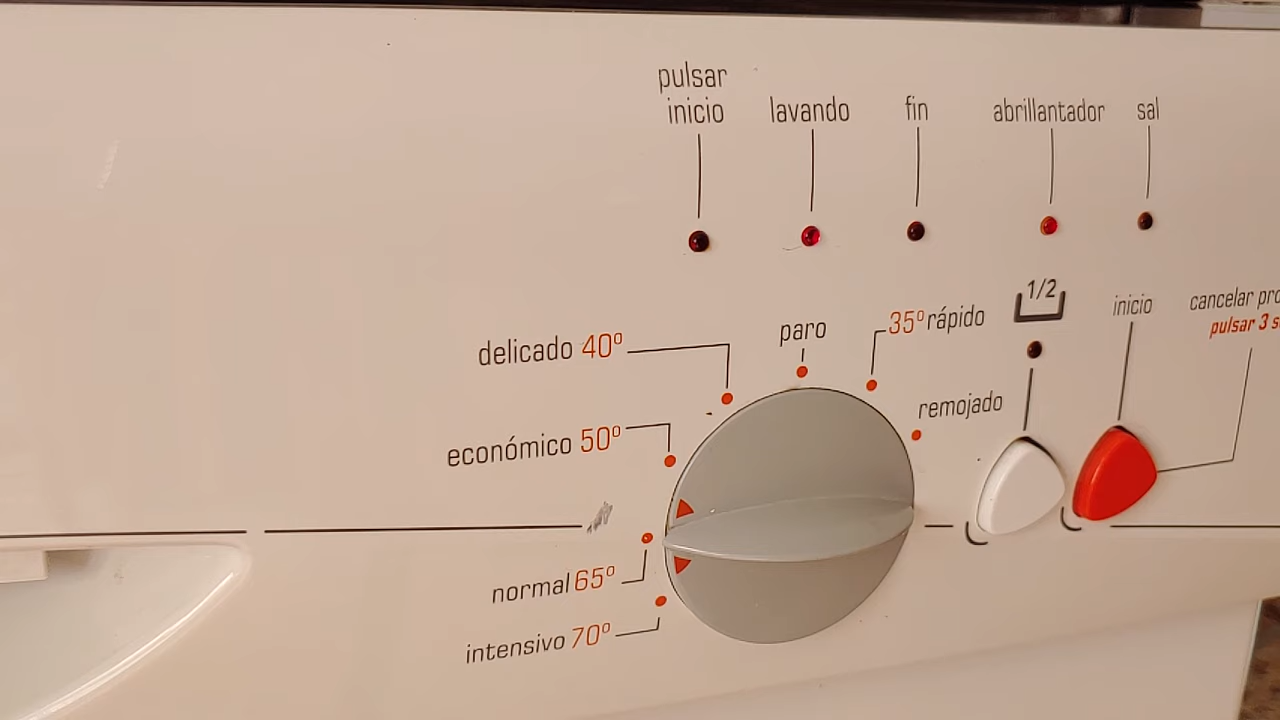 pulsar
inicio
lavando
fin
abrillantador
sal
delicado 40º
paro
35º rápido
1/2
inicio
cancelar pro
pulsar 3 s
económico 50º
remojado
normal 65º
intensivo 70º